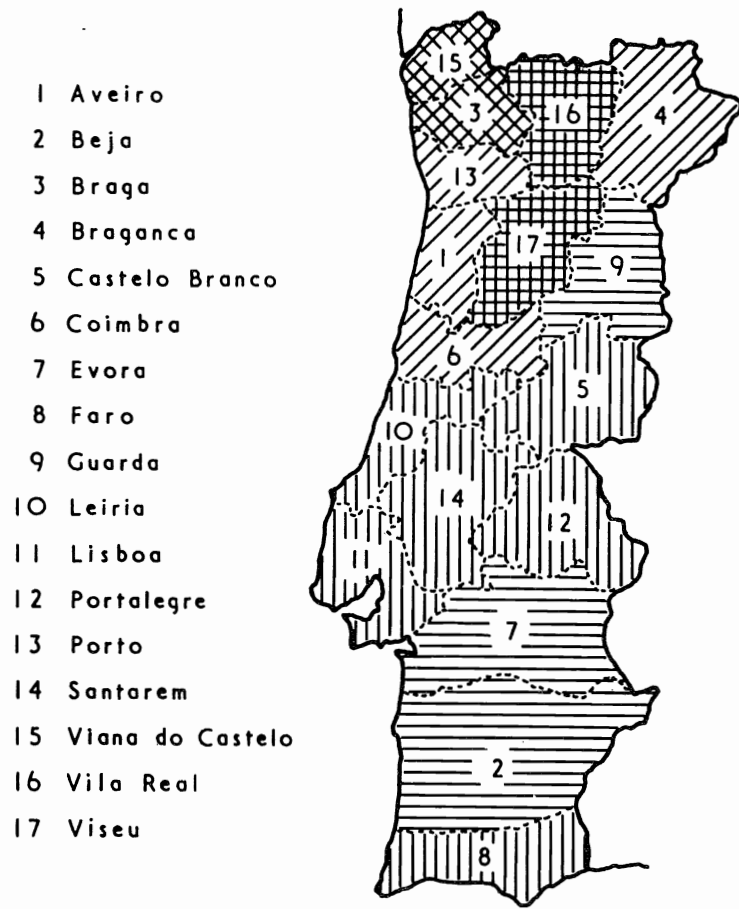 1 Aveiro
2 Beja
3 Braga
4 Braganca
5 Castelo Branco
6 Coimbra
7 Evora
8 Faro
9 Guarda
10 Leiria
11 Lisboa
12 Portalegre
13 Porto
14 Santarem
15 Viana do Castelo
16 Vila Real
17 Viseu
15
3
16
4
13
1
17
9
6
5
10
14
12
11
7
2
8